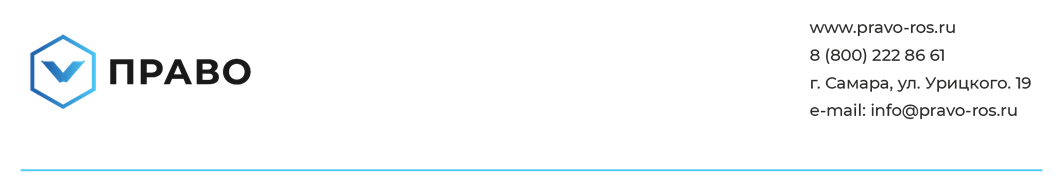 ПРАВО
www.pravo-ros.ru
8 (800) 222 86 61
г. Самара, ул. Урицкого. 19
e-mail: info@pravo-ros.ru